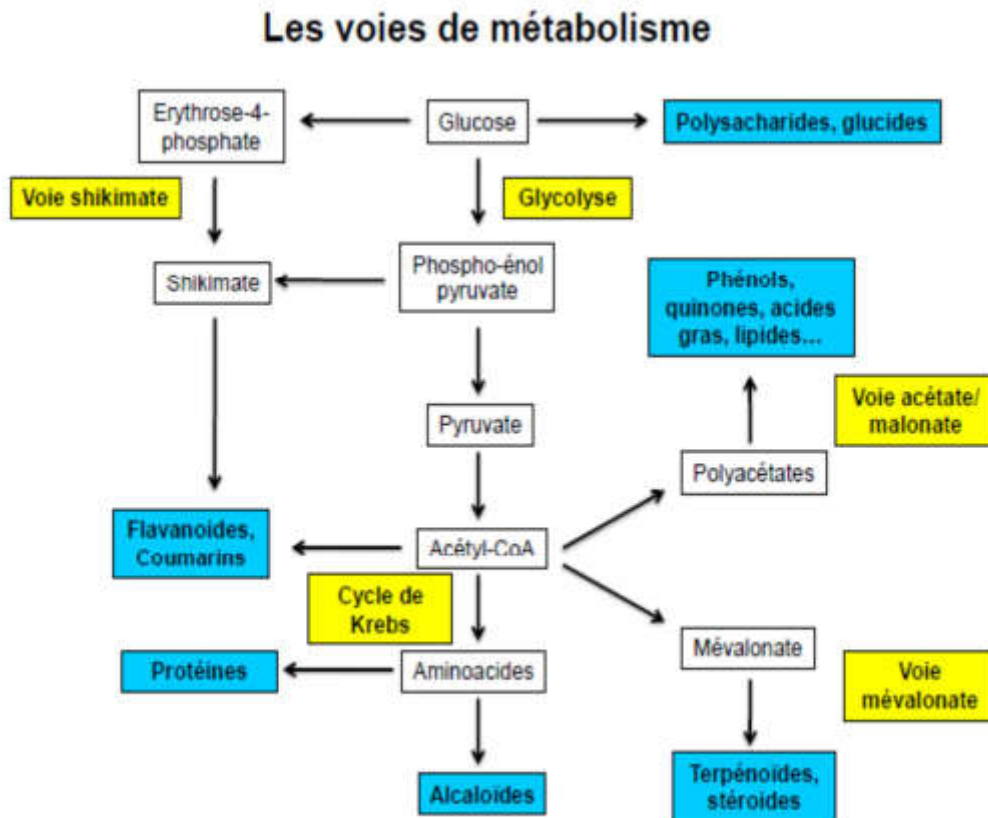 Les voies de métabolisme
Erythrose-4-
phosphate
Glucose
Polysacharides, glucides
Voie shikimate
Glycolyse
Shikimate
Phospho-énol
pyruvate
Phénols,
quinones, acides
gras, lipides...
Pyruvate
Voie acétate/
malonate
Polyacétates
Flavanoides,
Coumarins
Acétyl-CoA
Cycle de
Krebs
Mévalonate
Protéines
Aminoacides
Voie
mévalonate
Alcaloïdes
Terpénoïdes,
stéroides